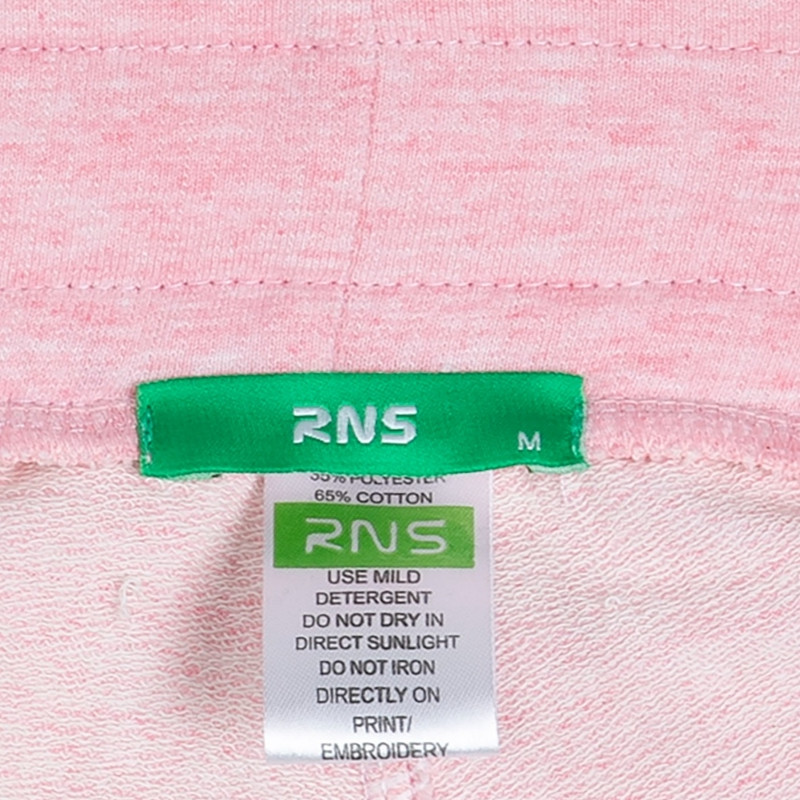 RNS
M
35% POLYESTER
65% COTTON
RNS
USE MILD
DETERGENT
DO NOT DRY IN
DIRECT SUNLIGHT
DO NOT IRON
DIRECTLY ON
PRINT/
EMBROIDERY